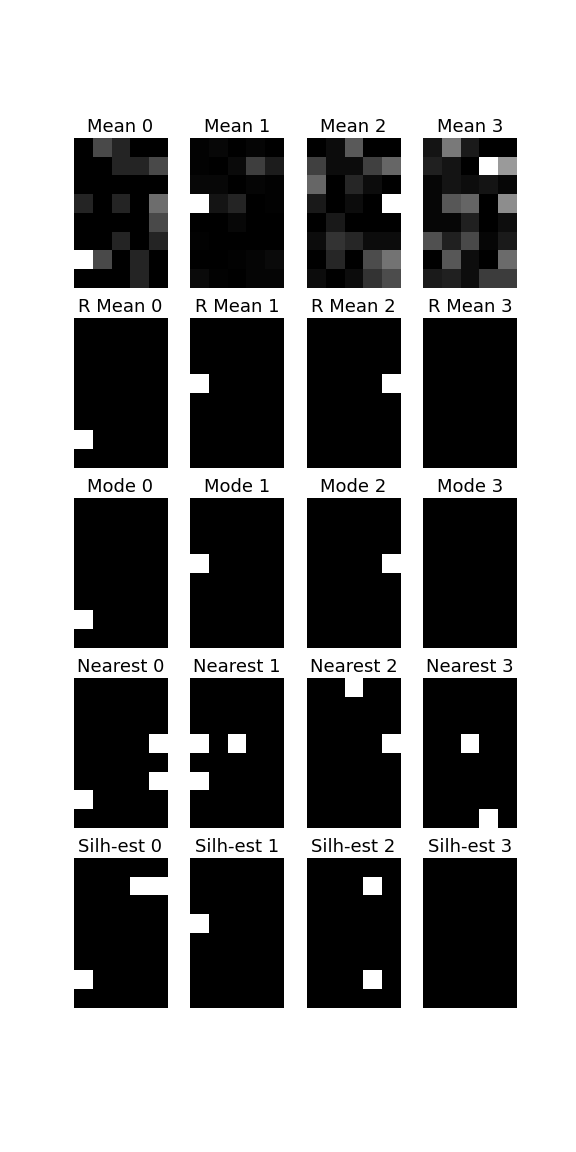 Mean 0 Mean 1 Mean 2 Mean 3
R Mean 0 R Mean 1 R Mean 2 R Mean 3
Mode 0 Mode 1 Mode 2 Mode 3
Nearest 0 Nearest 1 Nearest 2 Nearest 3
Silh-est 0 Silh-est 1 Silh-est 2 Silh-est 3